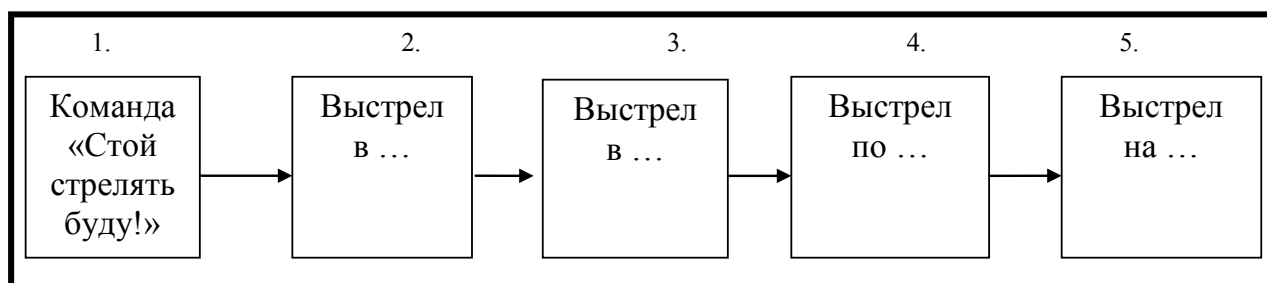 1. 2. 3. 4. 5.
Команда
«Стой
стрелять
буду!»
Выстрел
в …
Выстрел
в …
Выстрел
по …
Выстрел
на …